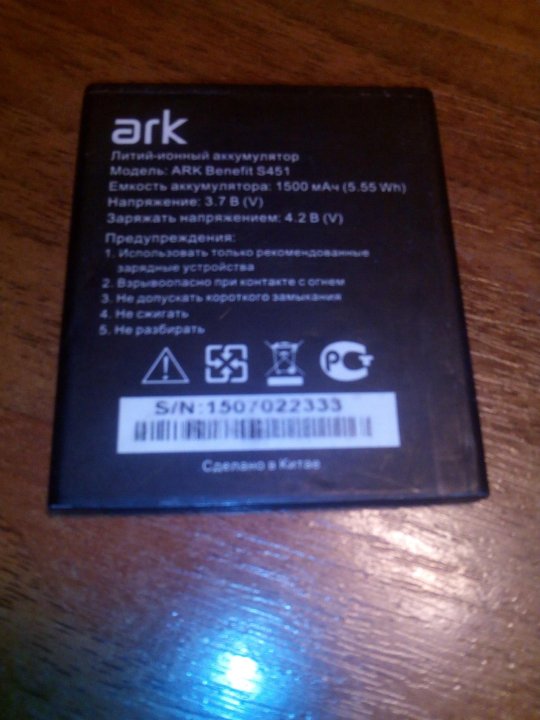 ark
Литий-ионный аккумулятор
Модель: ARK Benefit S451
Емкость аккумулятора: 1500 мАч (5.55 Wh)
Напряжение: 3.7 В (V)
Заряжать напряжением: 4.2 В (V)
Предупреждения:
1. Использовать только рекомендованные
зарядные устройства
2. Взрывоопасно при контакте с огнем
3. Не допускать короткого замыкания
4. Не сжигать
5. Не разбирать
S/N:1507022333
Сделано в Китае